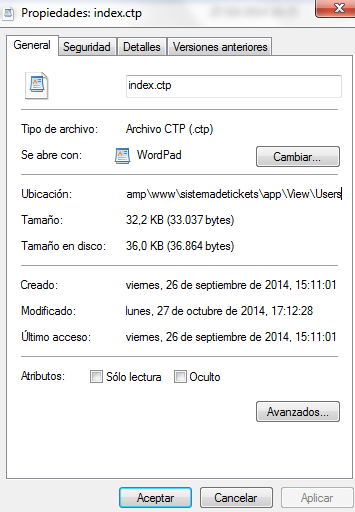 Propiedades: index.ctp
General Seguridad Detalles Versiones anteriores
index.ctp
Tipo de archivo: Archivo CTP (.ctp)
Se abre con: WordPad Cambiar...
Ubicación: amp\www\sistemadetickets\app\View\Users
Tamaño: 32,2 KB (33.037 bytes)
Tamaño en disco: 36,0 KB (36.864 bytes)
Creado: viernes, 26 de septiembre de 2014, 15:11:01
Modificado: lunes, 27 de octubre de 2014, 17:12:28
Último acceso: viernes, 26 de septiembre de 2014, 15:11:01
Atributos: Sólo lectura Oculto
Avanzados...
Aceptar Cancelar Aplicar